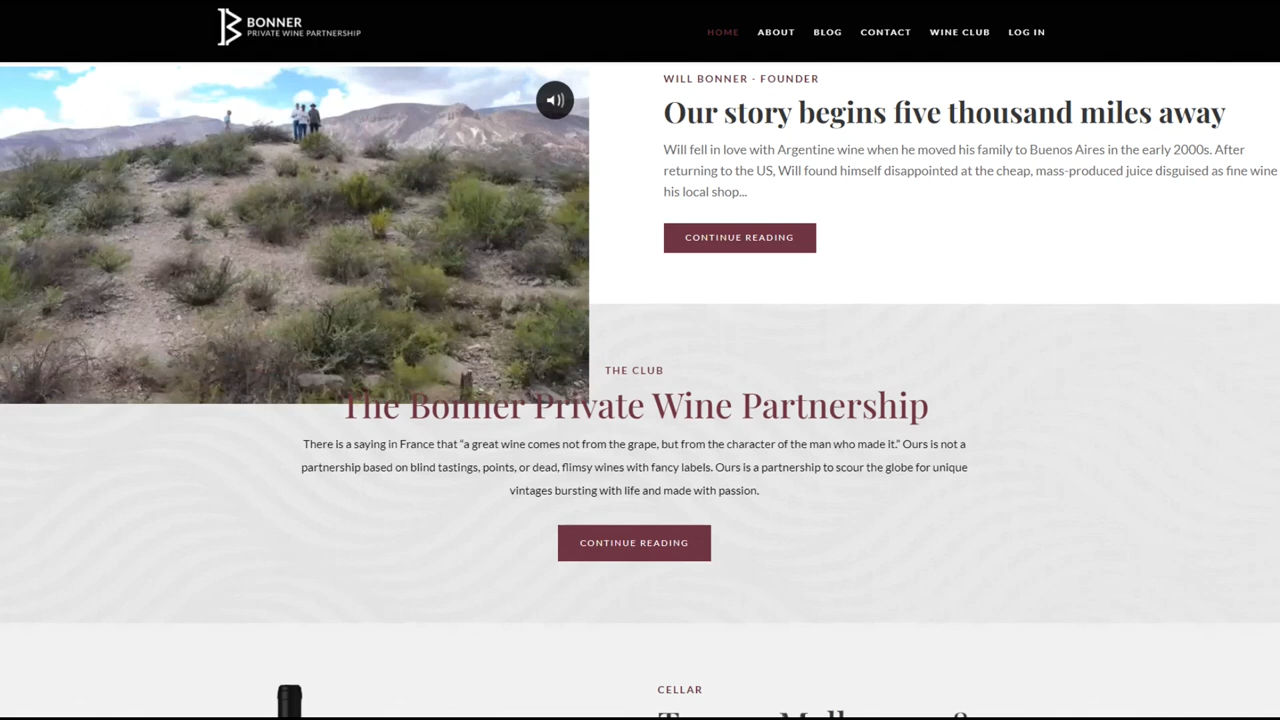 BONNER
PRIVATE WINE PARTNERSHIP
HOME ABOUT BLOG CONTACT WINE CLUB LOG IN
WILL BONNER - FOUNDER
Our story begins five thousand miles away
Will fell in love with Argentine wine when he moved his family to Buenos Aires in the early 2000s. After
returning to the US, Will found himself disappointed at the cheap, mass-produced juice disguised as fine wine
his local shop...
CONTINUE READING
THE CLUB
The Bonner Private Wine Partnership
There is a saying in France that “a great wine comes not from the grape, but from the character of the man who made it.” Ours is not a
partnership based on blind tastings, points, or dead, flimsy wines with fancy labels. Ours is a partnership to scour the globe for unique
vintages bursting with life and made with passion.
CONTINUE READING
CELLAR